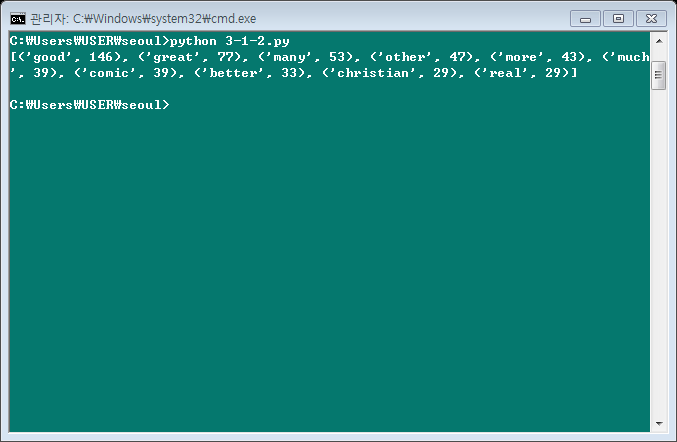 관리자: C:\Windows\system32\cmd.exe
C:₩Users₩USER₩seoul>python 3-1-2.py
[('good', 146), ('great', 77), ('many', 53), ('other', 47), ('more', 43), ('much
', 39), ('comic', 39), ('better', 33), ('christian', 29), ('real', 29)]
C:₩Users₩USER₩seoul>